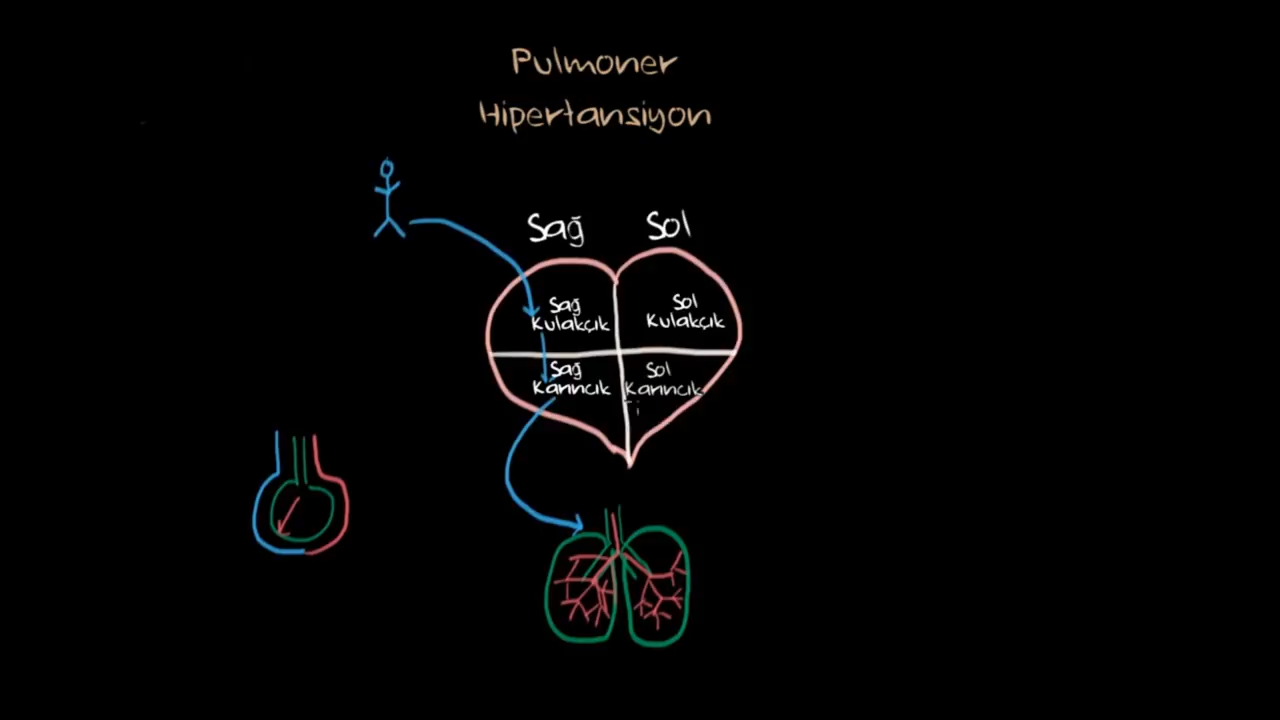 Pulmoner
Hipertansiyon
Sağ
Sol
Sağ
Kulakçık
Sol
Kulakçık
Sağ
Karıncık
Sol
Karıncık